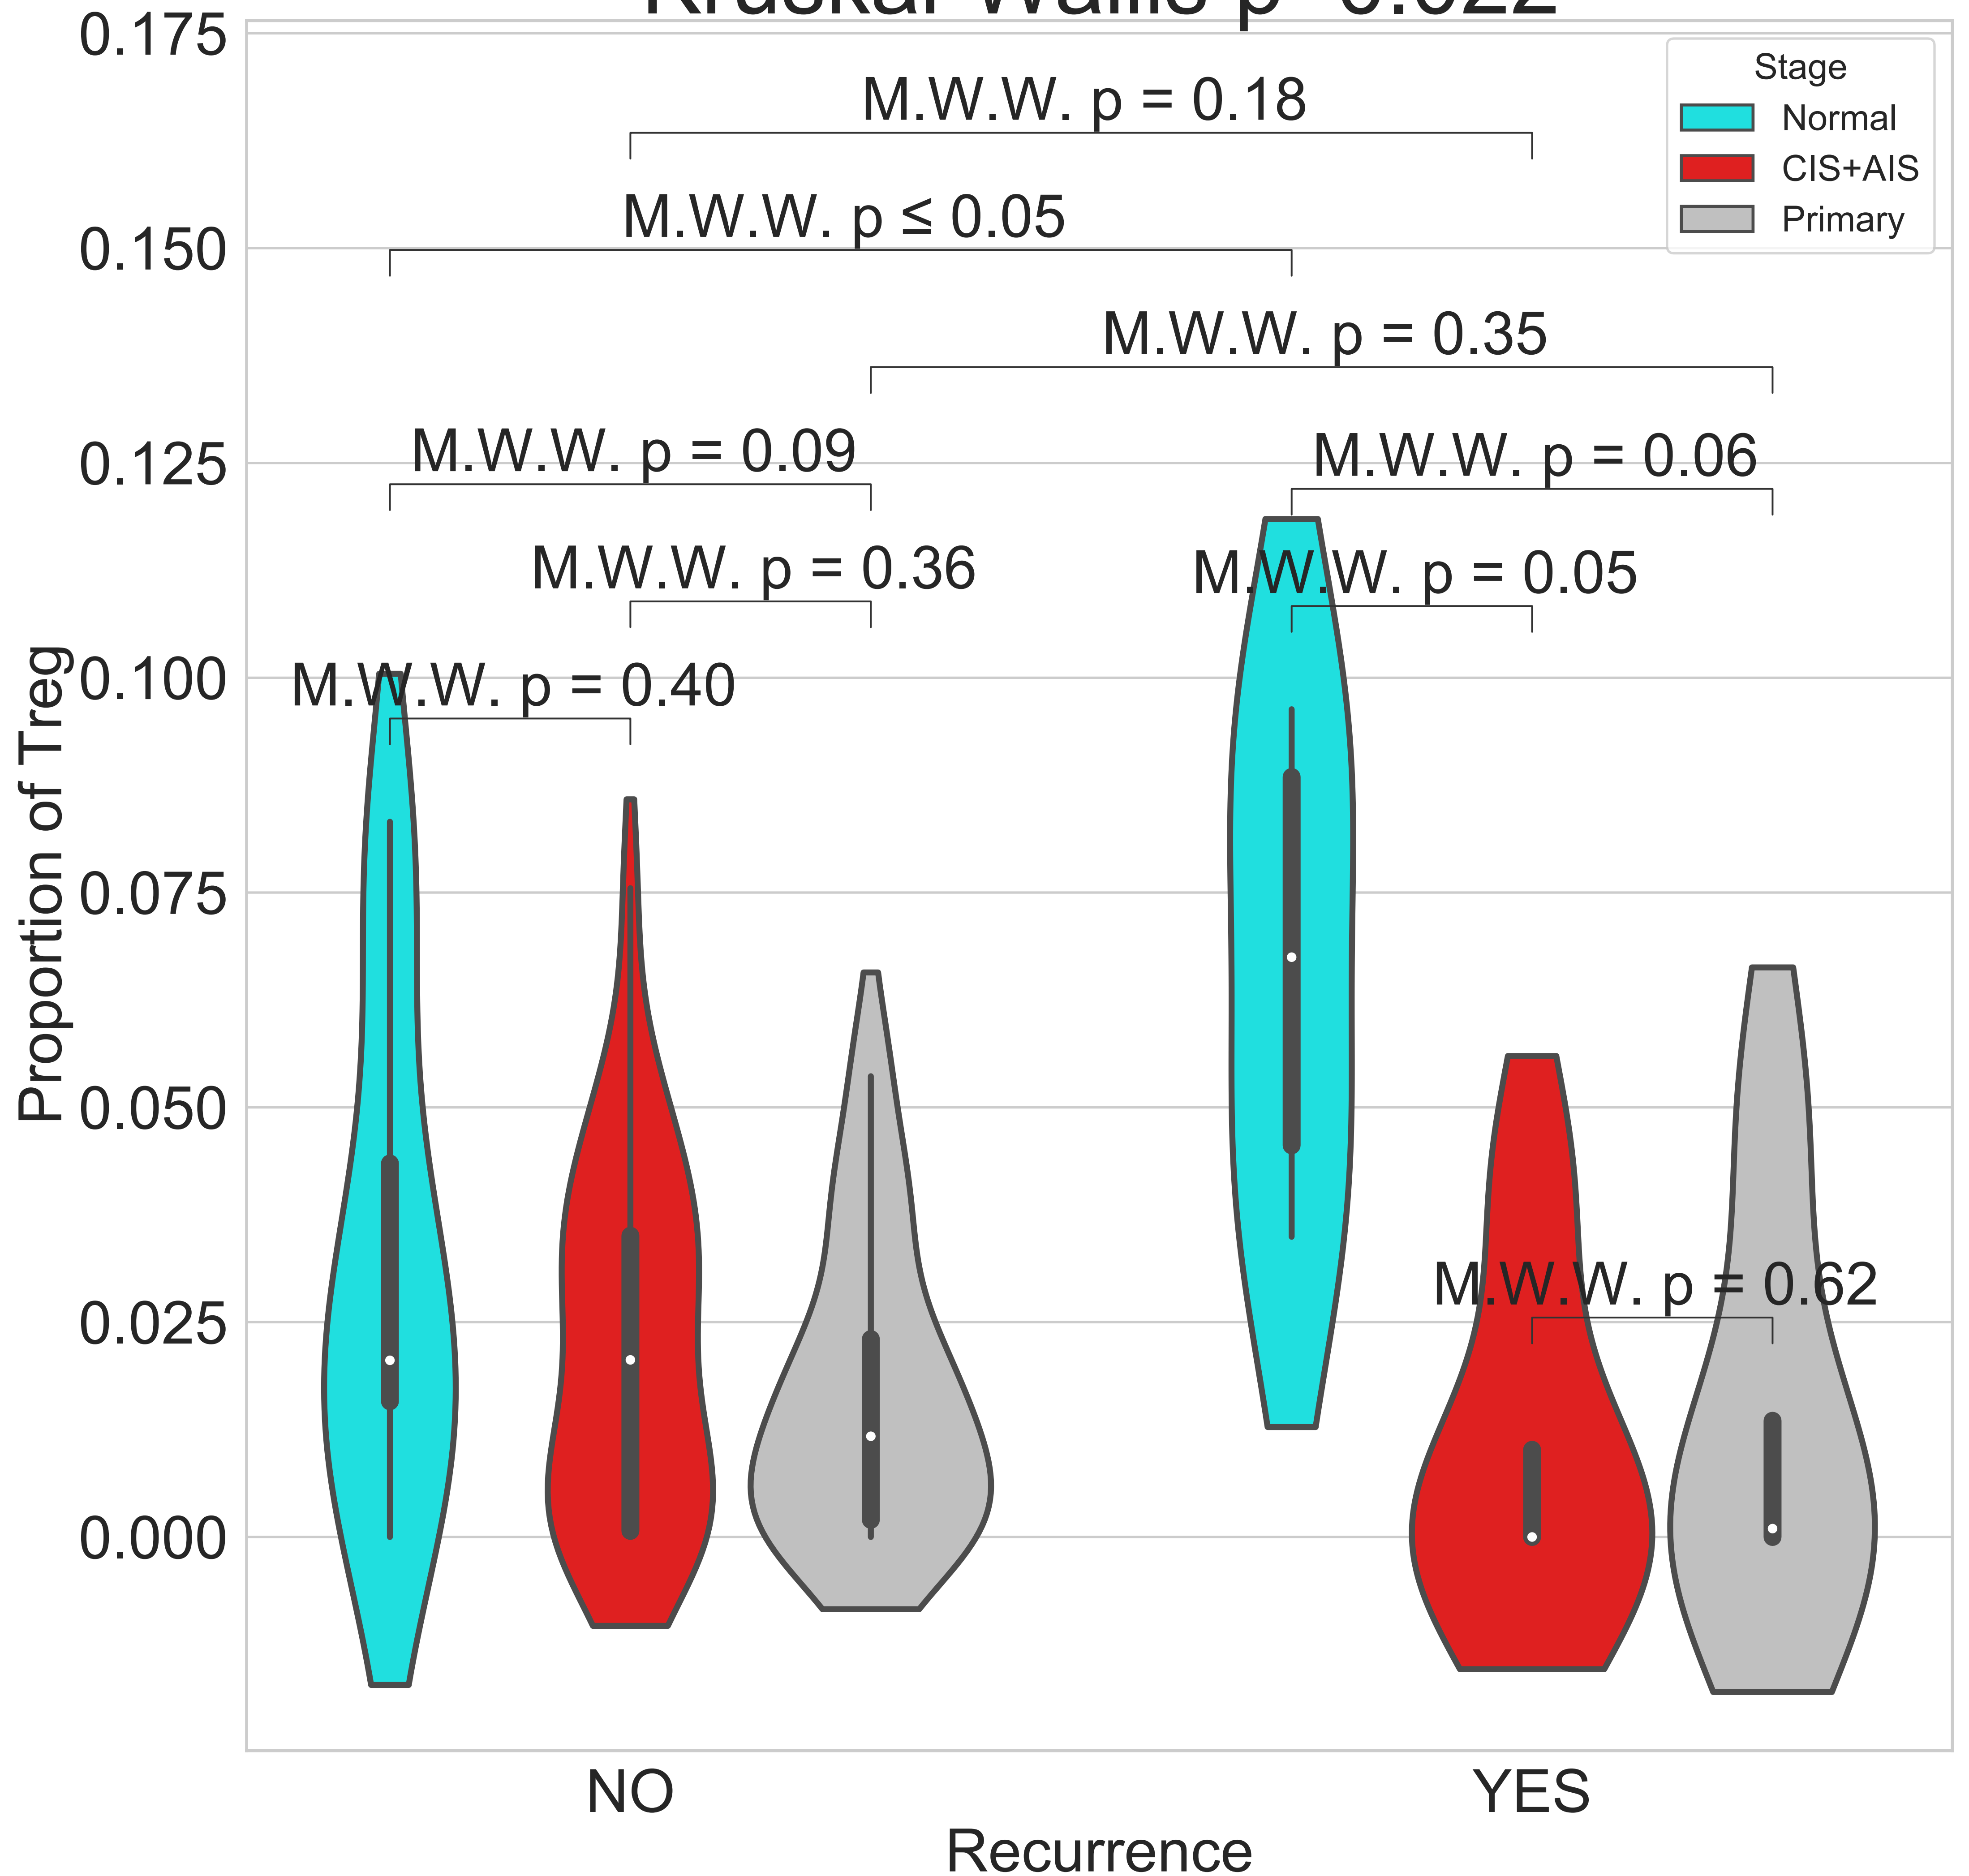 0.175
0.150
0.125
0.100
0.075
0.050
0.025
0.000
Proportion of Treg
M.W.W. p = 0.18
M.W.W. p ≤ 0.05
M.W.W. p = 0.35
M.W.W. p = 0.09
M.W.W. p = 0.06
M.W.W. p = 0.36
M.W.W. p = 0.05
M.W.W. p = 0.40
M.W.W. p = 0.62
Stage
Normal
CIS+AIS
Primary
NO
YES
Recurrence